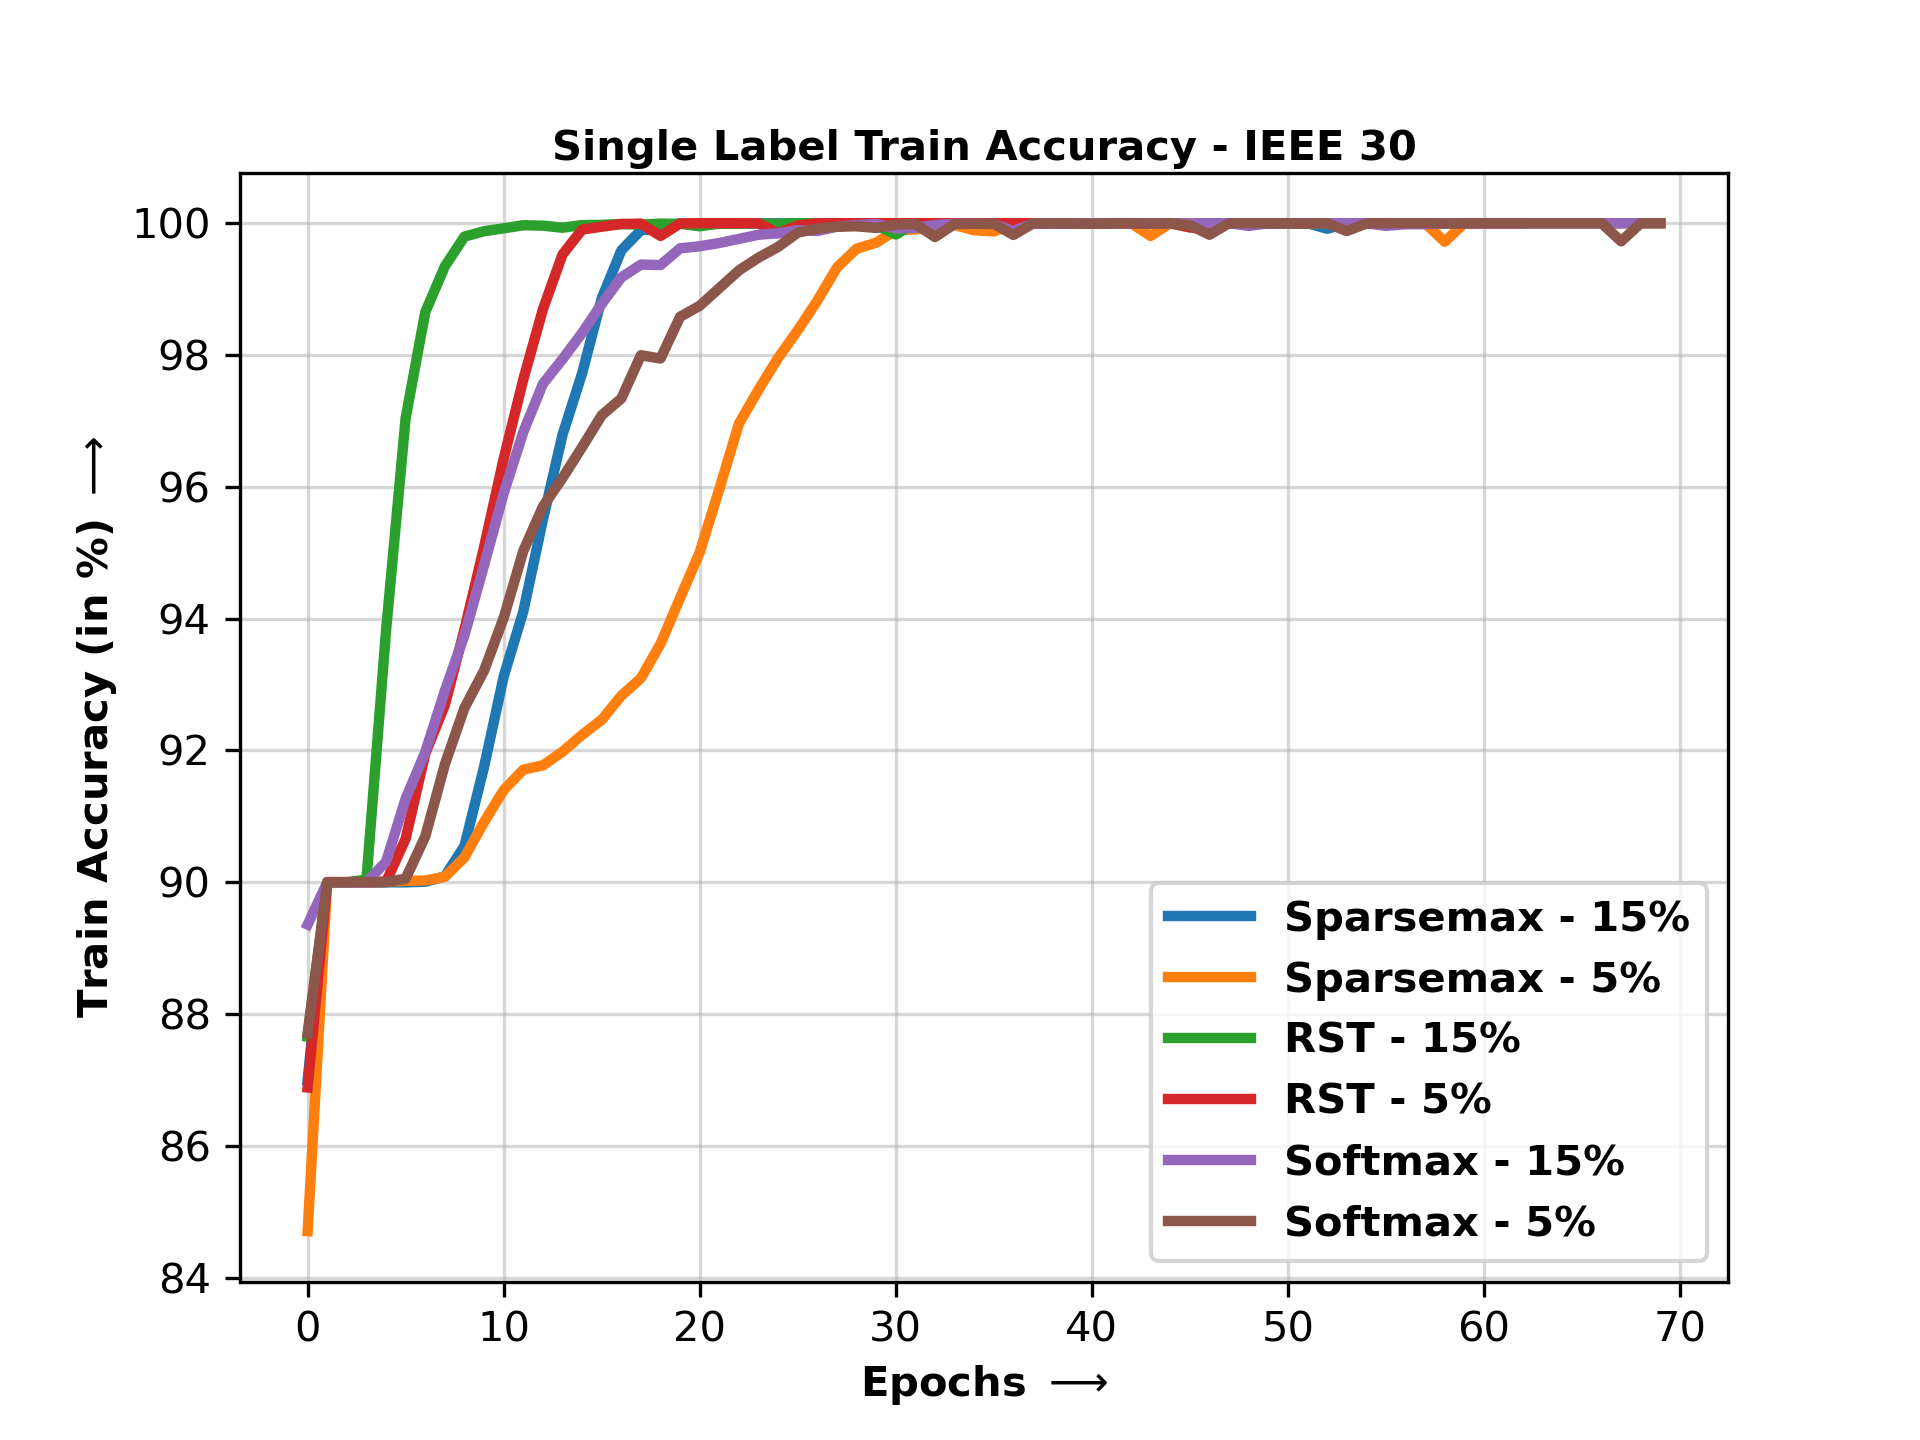 Single Label Train Accuracy - IEEE 30
Train Accuracy (in %) ⟶
100
98
96
94
92
90
88
86
84
0 10 20 30 40 50 60 70
Epochs ⟶
Sparsemax - 15%
Sparsemax - 5%
RST - 15%
RST - 5%
Softmax - 15%
Softmax - 5%